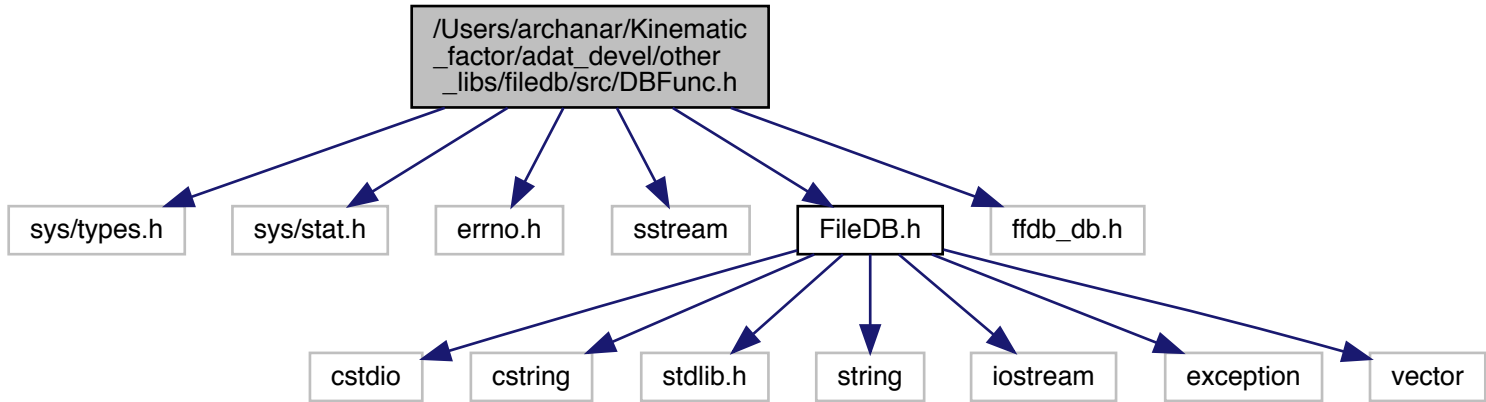 /Users/archanar/Kinematic
_factor/adat_devel/other
_libs/filedb/src/DBFunc.h
sys/types.h
sys/stat.h
errno.h
sstream
FileDB.h
ffdb_db.h
cstdio
cstring
stdlib.h
string
iostream
exception
vector